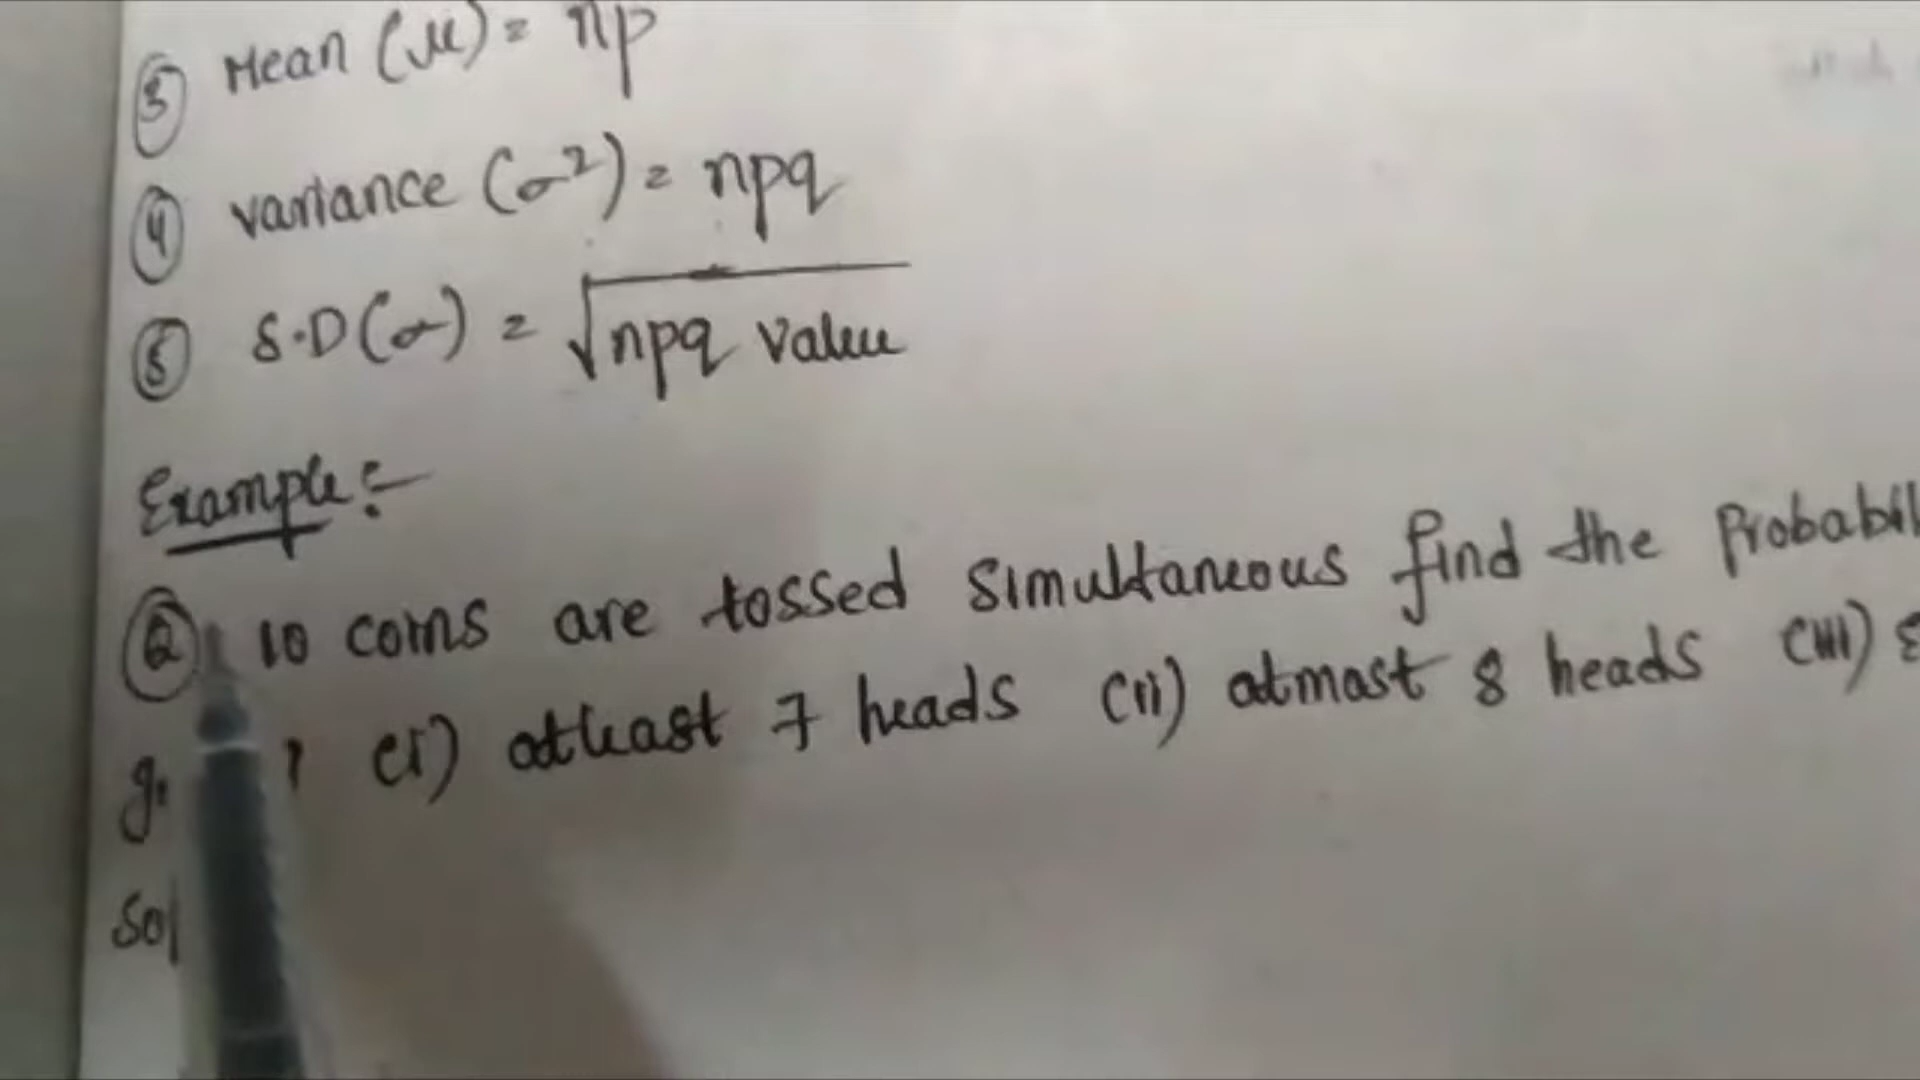 ③ Mean (μ) = np
④ variance (σ²) = npq
⑤ S.D(σ) = √npq value
Example:-
Q 10 coins are tossed simultaneous find the Probabil
(i) atleast 7 heads (ii) atmast 8 heads (iii)
Sol